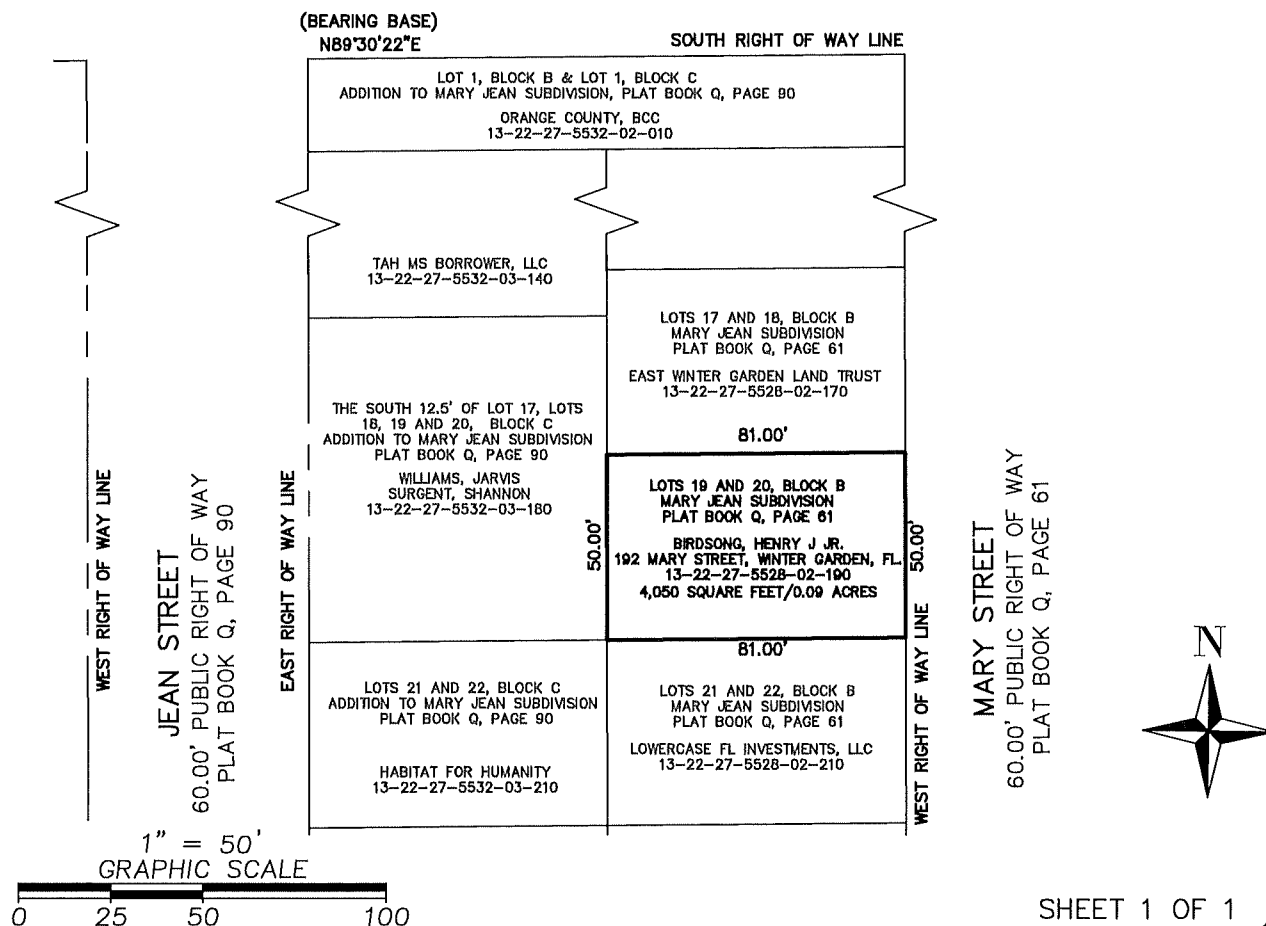 (BEARING BASE)
N89°30'22"E
SOUTH RIGHT OF WAY LINE
LOT 1, BLOCK B & LOT 1, BLOCK C
ADDITION TO MARY JEAN SUBDIVISION, PLAT BOOK Q, PAGE 90
ORANGE COUNTY, BCC
13-22-27-5532-02-010
TAH MS BORROWER, LLC
13-22-27-5532-03-140
LOTS 17 AND 18, BLOCK B
MARY JEAN SUBDIVISION
PLAT BOOK Q, PAGE 61
EAST WINTER GARDEN LAND TRUST
13-22-27-5528-02-170
THE SOUTH 12.5' OF LOT 17, LOTS
18, 19 AND 20, BLOCK C
ADDITION TO MARY JEAN SUBDIVISION
PLAT BOOK Q, PAGE 90
WILLIAMS, JARVIS
SURGENT, SHANNON
13-22-27-5532-03-180
81.00'
50.00'
LOTS 19 AND 20, BLOCK B
MARY JEAN SUBDIVISION
PLAT BOOK Q, PAGE 61
BIRDSONG, HENRY J JR.
192 MARY STREET, WINTER GARDEN, FL.
13-22-27-5528-02-190
4,050 SQUARE FEET/0.09 ACRES
50.00'
81.00'
WEST RIGHT OF WAY LINE
JEAN STREET
60.00' PUBLIC RIGHT OF WAY
PLAT BOOK Q, PAGE 90
EAST RIGHT OF WAY LINE
LOTS 21 AND 22, BLOCK C
ADDITION TO MARY JEAN SUBDIVISION
PLAT BOOK Q, PAGE 90
HABITAT FOR HUMANITY
13-22-27-5532-03-210
LOTS 21 AND 22, BLOCK B
MARY JEAN SUBDIVISION
PLAT BOOK Q, PAGE 61
LOWERCASE FL INVESTMENTS, LLC
13-22-27-5528-02-210
WEST RIGHT OF WAY LINE
MARY STREET
60.00' PUBLIC RIGHT OF WAY
PLAT BOOK Q, PAGE 61
N
1" = 50'
GRAPHIC SCALE
0 25 50 100
SHEET 1 OF 1